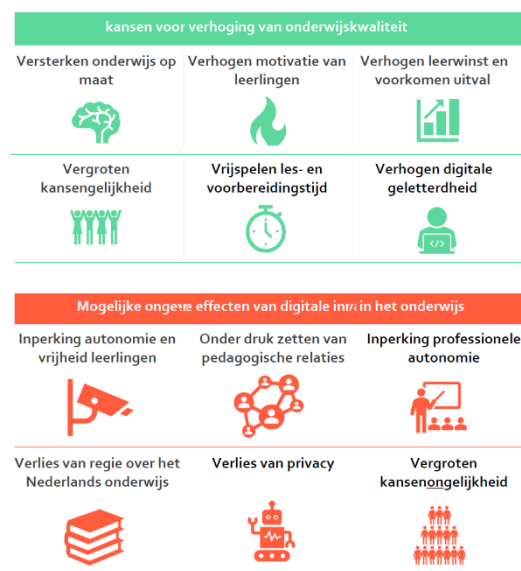 kansen voor verhoging van onderwijskwaliteit
Versterken onderwijs op
maat
Verhogen motivatie van
leerlingen
Verhogen leerwinst en
voorkomen uitval
Vergroten
kansengelijkheid
Vrijspelen les- en
voorbereidingstijd
Verhogen digitale
geletterdheid
</>
Mogelijke effecten van digitale in het onderwijs
Inperking autonomie en
vrijheid leerlingen
Onder druk zetten van
pedagogische relaties
Inperking professionele
autonomie
Verlies van regie over het
Nederlands onderwijs
Verlies van privacy
Vergroten
kansenongelijkheid